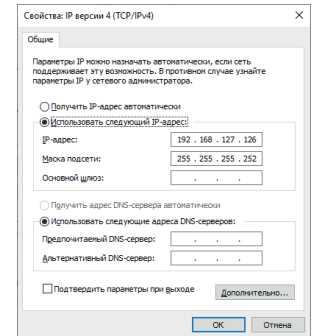 Свойства: IP версии 4 (TCP/IPv4)
Общие
Параметры IP можно назначать автоматически, если сеть
поддерживает эту возможность. В противном случае узнайте
параметры IP у сетевого администратора.
Получить IP-адрес автоматически
Использовать следующий IP-адрес:
IP-адрес: 192 . 168 . 127 . 126
Маска подсети: 255 . 255 . 255 . 252
Основной шлюз: . . .
Получить адрес DNS-сервера автоматически
Использовать следующие адреса DNS-серверов:
Предпочитаемый DNS-сервер: . . .
Альтернативный DNS-сервер: . . .
Подтвердить параметры при выходе
Дополнительно...
ОК Отмена